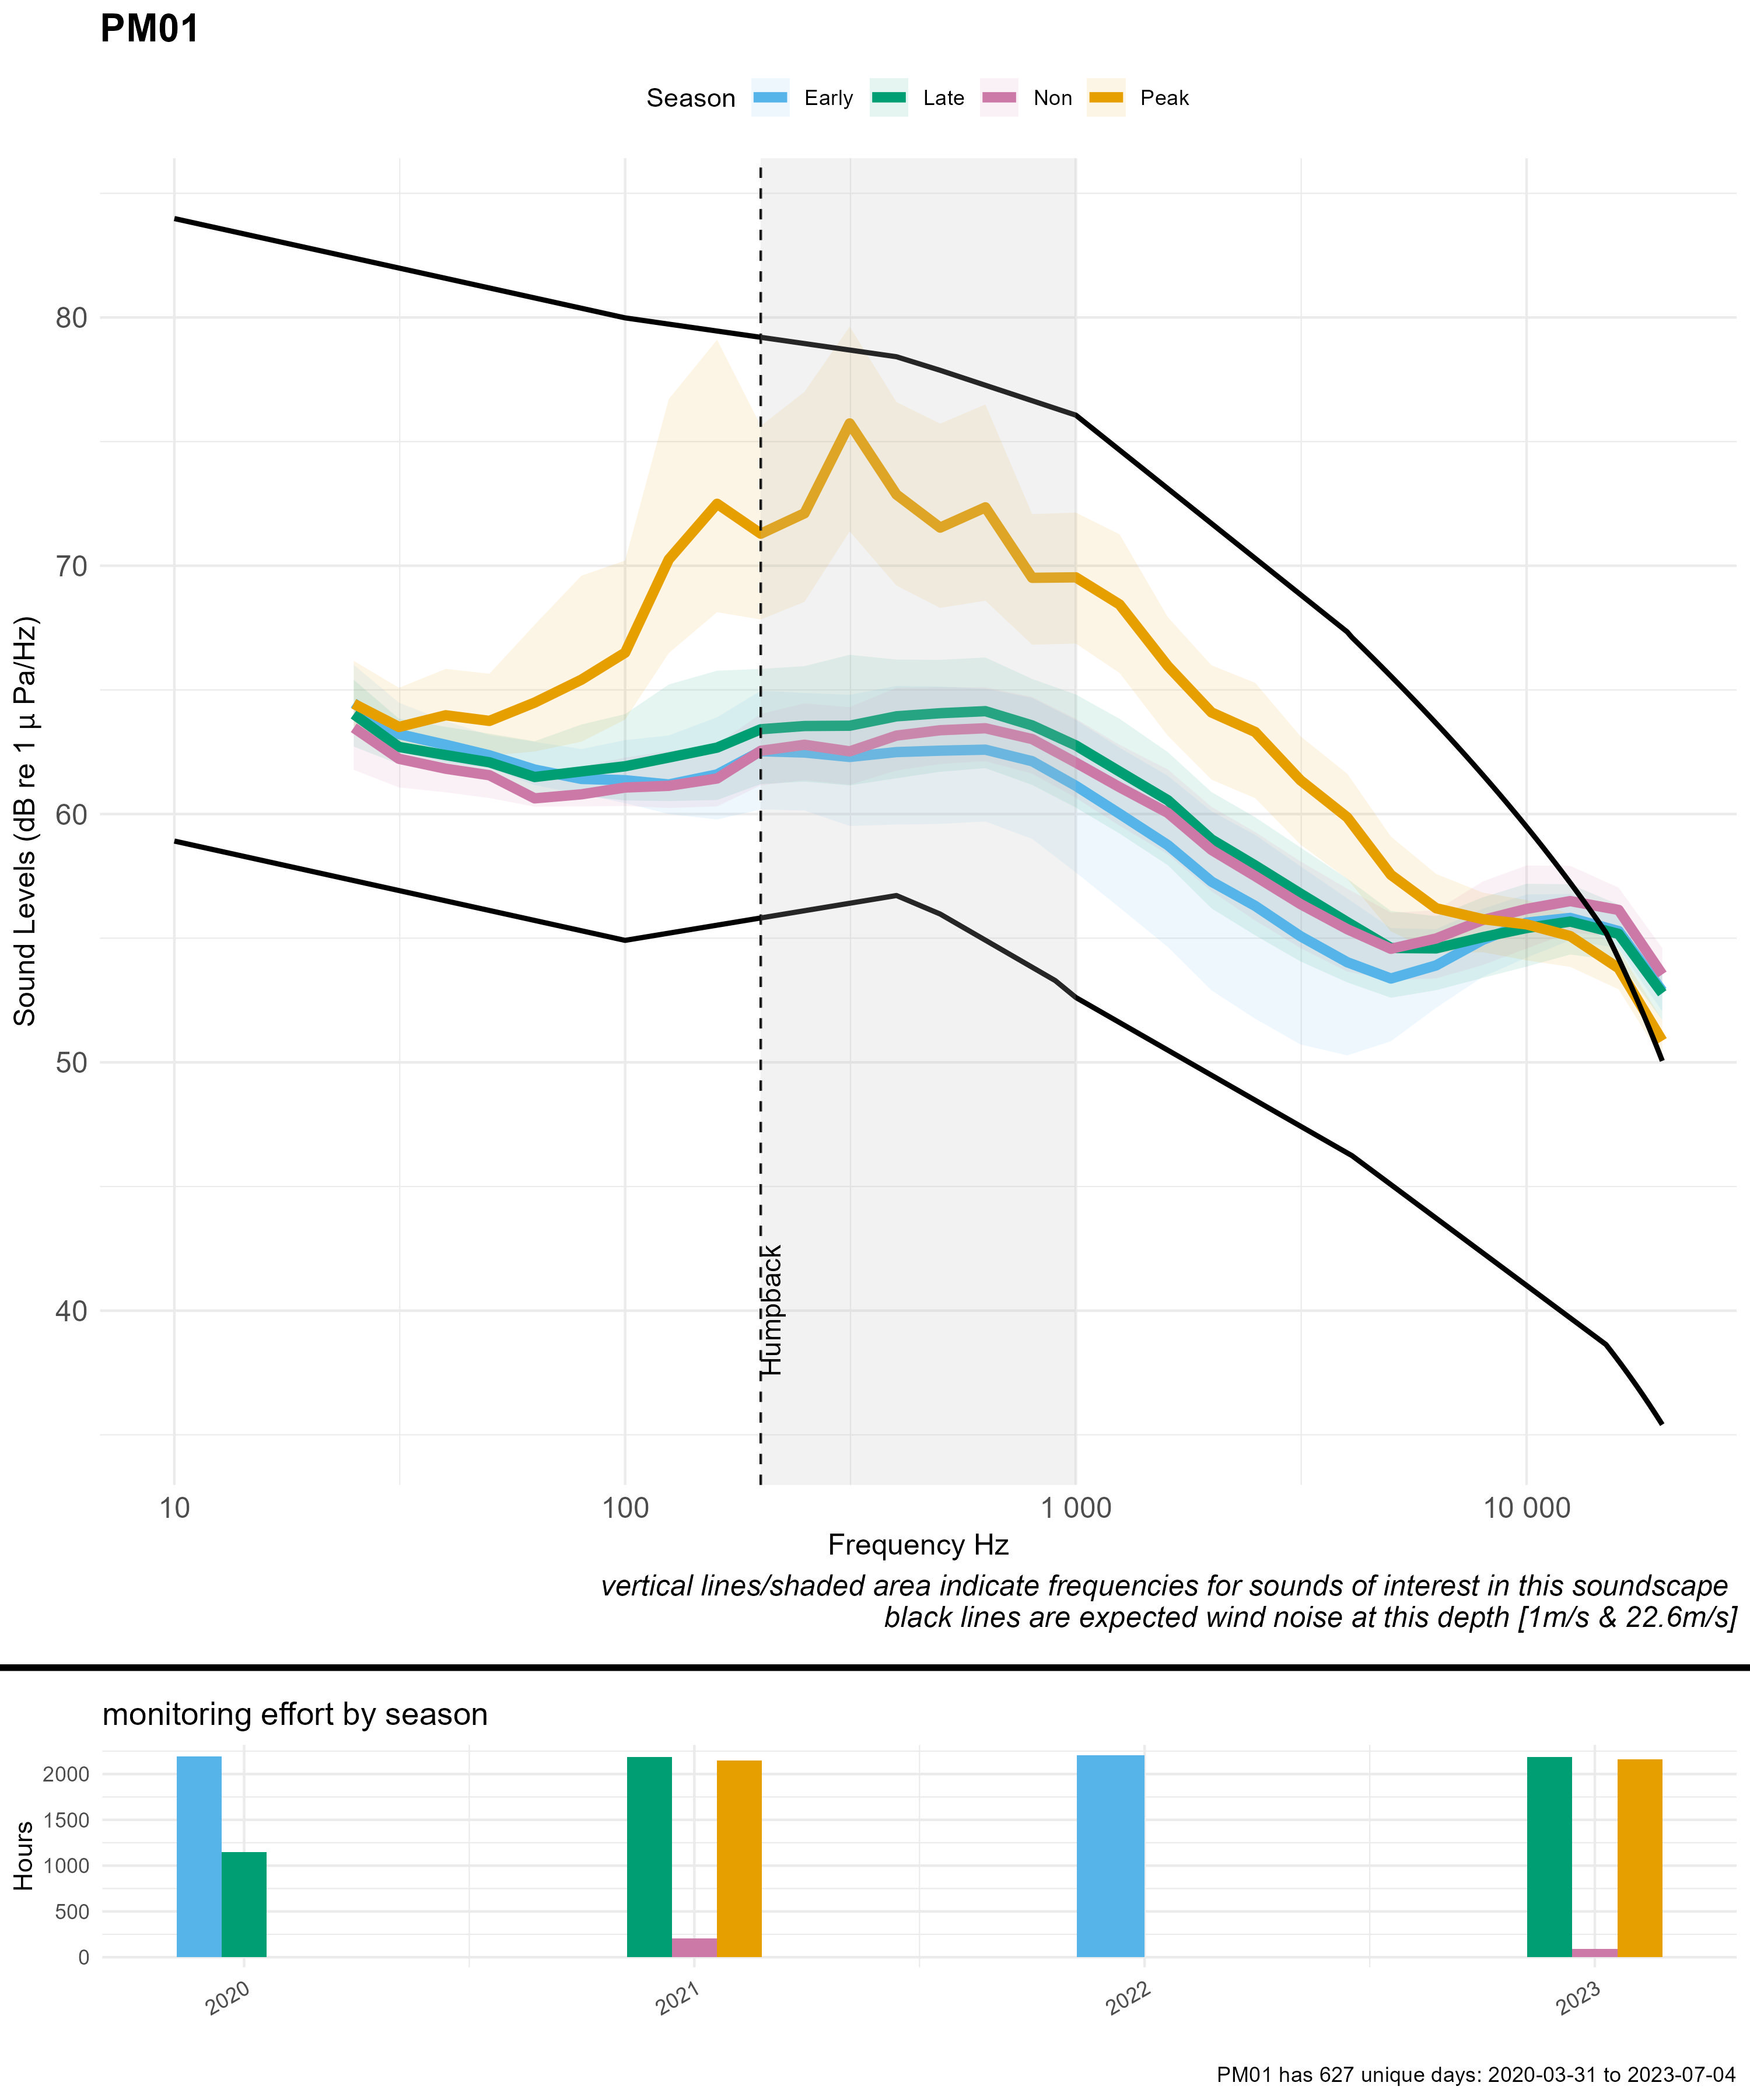 PM01
Season Early Late Non Peak
80
70
60
50
40
Sound Levels (dB re 1 µ Pa/Hz)
Humpback
10 100 1 000 10 000
Frequency Hz
vertical lines/shaded area indicate frequencies for sounds of interest in this soundscape
black lines are expected wind noise at this depth [1m/s & 22.6m/s]
monitoring effort by season
2000
1500
1000
500
0
Hours
2020 2021 2022 2023
PM01 has 627 unique days: 2020-03-31 to 2023-07-04